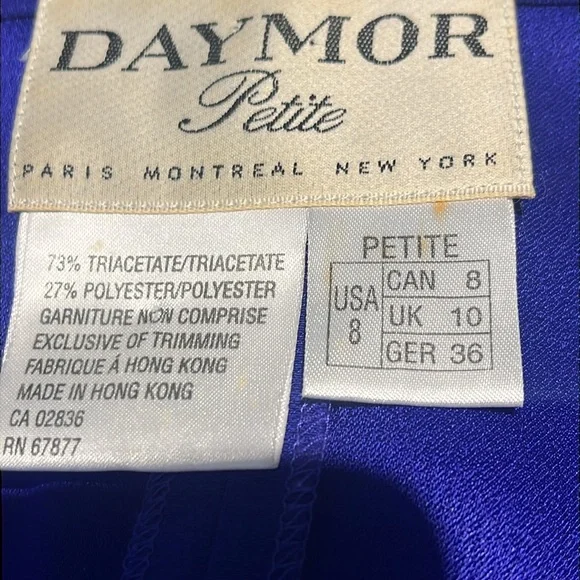 DAYMOR
Petite
PARIS MONTREAL NEW YORK
73% TRIACETATE/TRIACETATE
27% POLYESTER/POLYESTER
GARNITURE NON COMPRISE
EXCLUSIVE OF TRIMMING
FABRIQUE Á HONG KONG
MADE IN HONG KONG
CA 02836
RN 67877
PETITE
USA 8
CAN 8
UK 10
GER 36